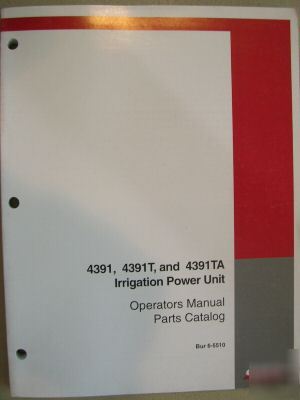 4391, 4391T, and 4391TA
Irrigation Power Unit
Operators Manual
Parts Catalog
Bur 6-5510